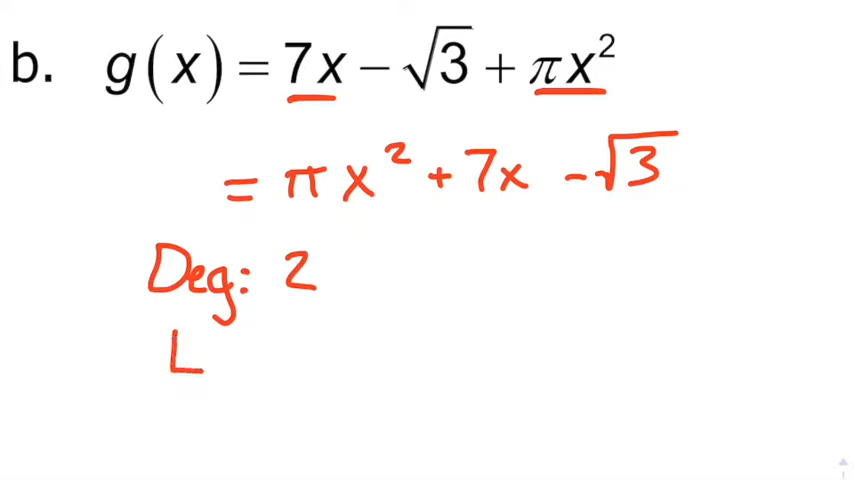 b. g(x) = 7x − √3 + πx²
= πx² + 7x − √3
Deg: 2
L